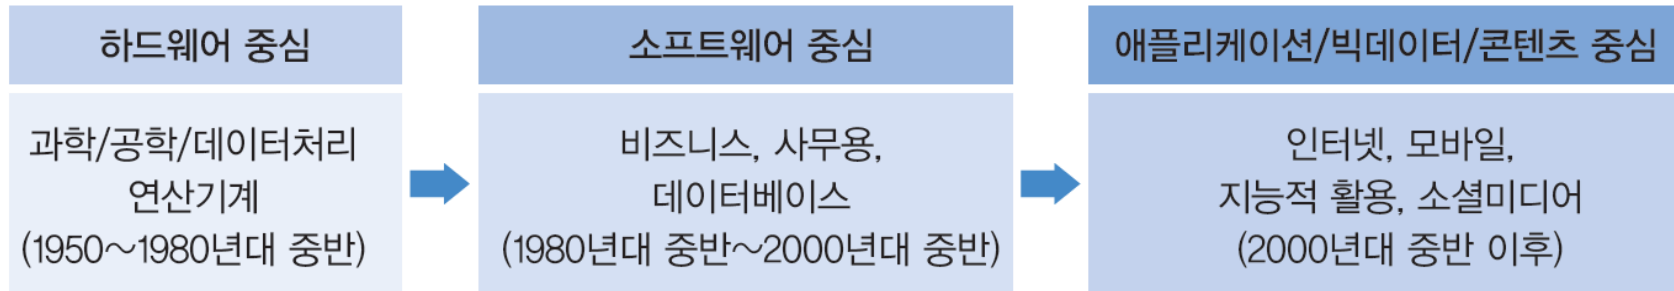 하드웨어 중심
과학/공학/데이터처리
연산기계
(1950~1980년대 중반)
소프트웨어 중심
비즈니스, 사무용,
데이터베이스
(1980년대 중반~2000년대 중반)
애플리케이션/빅데이터/콘텐츠 중심
인터넷, 모바일,
지능적 활용, 소셜미디어
(2000년대 중반 이후)